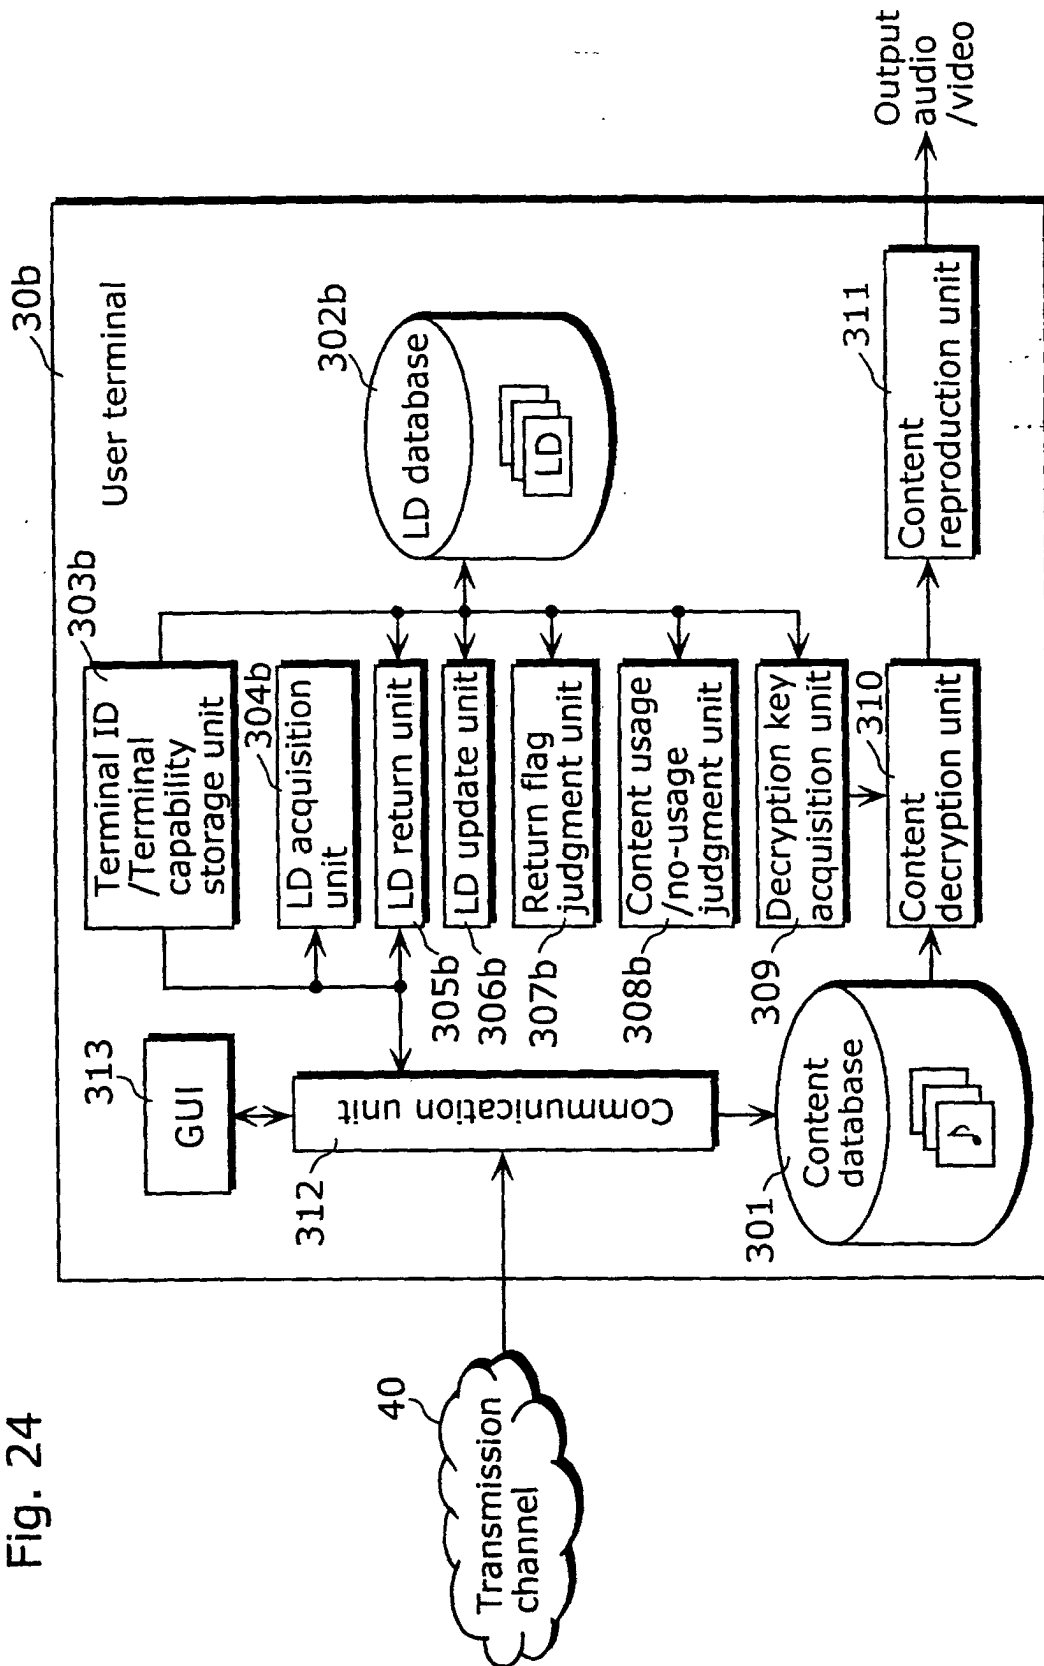 Fig. 24
30b
User terminal
303b
Terminal ID
/Terminal
capability
storage unit
304b
LD acquisition
unit
305b
LD return unit
306b
LD update unit
307b
Return flag
judgment unit
308b
Content usage
/no-usage
judgment unit
309
Decryption key
acquisition unit
310
Content
decryption unit
302b
LD database
LD
311
Content
reproduction unit
Output
audio
/video
313
GUI
312
Communication unit
301
Content
database
40
Transmission
channel